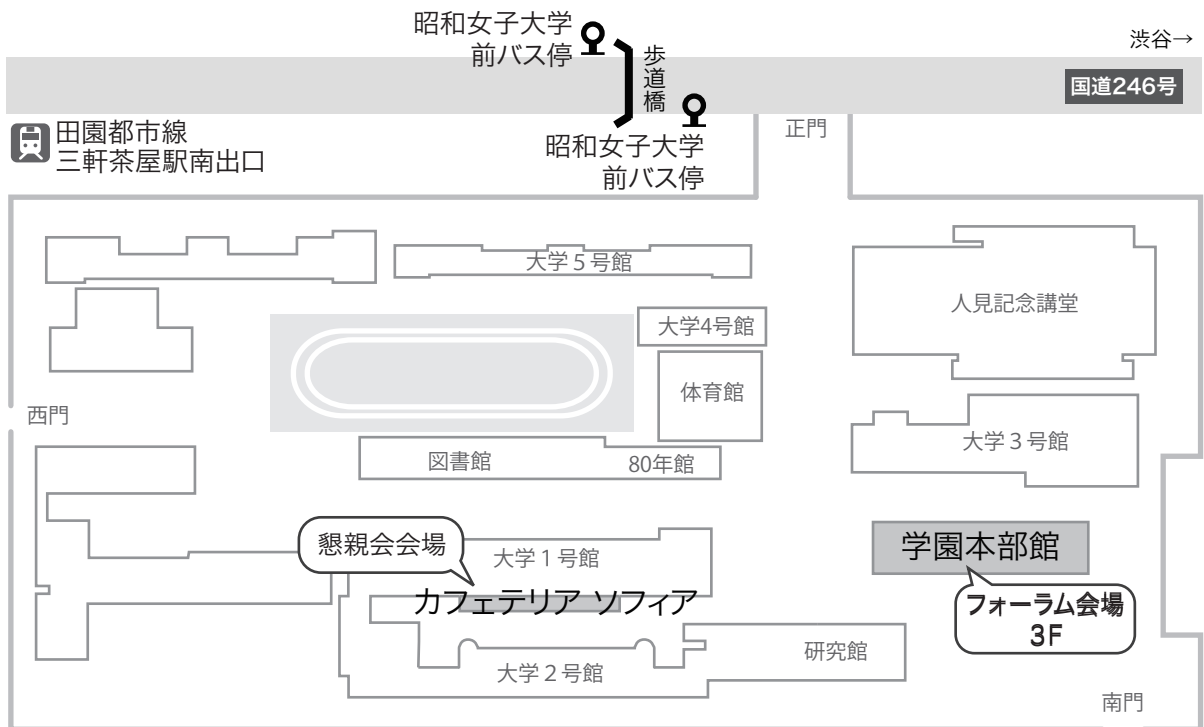 昭和女子大学
前バス停
歩道橋
渋谷→
国道246号
田園都市線
三軒茶屋駅南出口
昭和女子大学
前バス停
正門
大学5号館
人見記念講堂
大学4号館
体育館
西門
大学3号館
図書館
80年館
懇親会会場
大学1号館
学園本部館
カフェテリア ソフィア
フォーラム会場
3F
研究館
大学2号館
南門